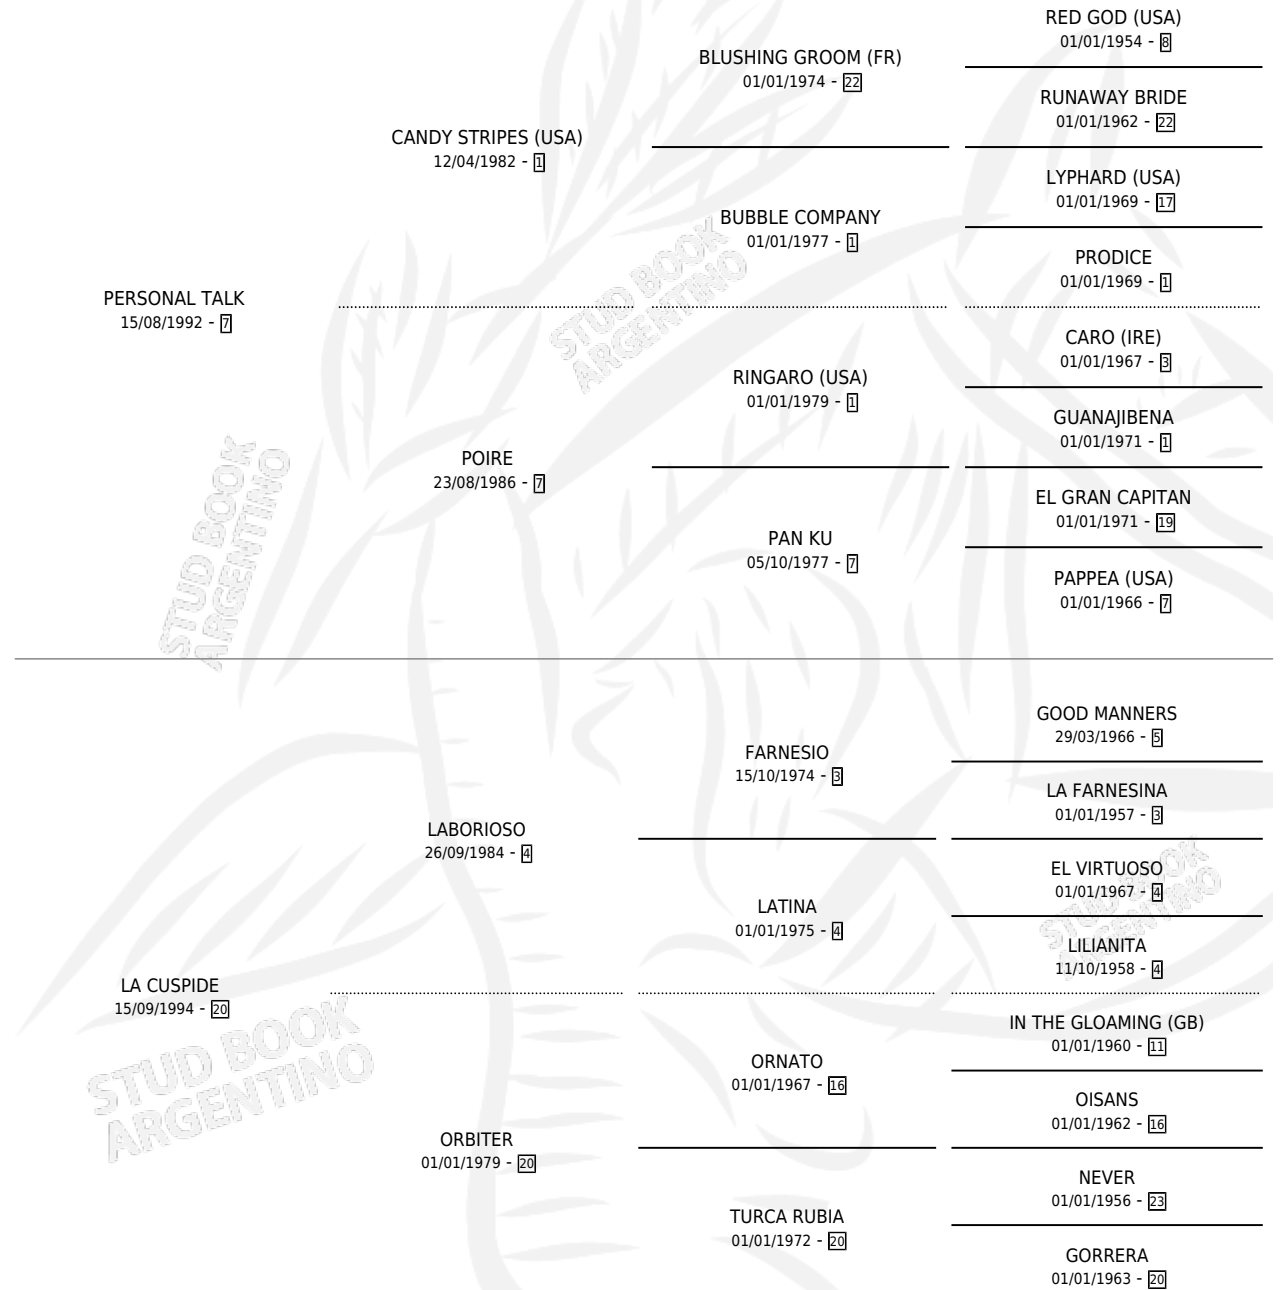 RED GOD (USA)
01/01/1954 - 8
BLUSHING GROOM (FR)
01/01/1974 - 22
RUNAWAY BRIDE
01/01/1962 - 22
CANDY STRIPES (USA)
12/04/1982 - 1
LYPHARD (USA)
01/01/1969 - 17
BUBBLE COMPANY
01/01/1977 - 1
PRODICE
01/01/1969 - 1
PERSONAL TALK
15/08/1992 - 7
STUD BOOK
ARGENTINO
CARO (IRE)
01/01/1967 - 3
RINGARO (USA)
01/01/1979 - 1
GUANAJIBENA
01/01/1971 - 1
POIRE
23/08/1986 - 7
EL GRAN CAPITAN
01/01/1971 - 19
PAN KU
05/10/1977 - 7
PAPPEA (USA)
01/01/1966 - 7
STUD BOOK
ARGENTINO
GOOD MANNERS
29/03/1966 - 5
FARNESIO
15/10/1974 - 3
LA FARNESINA
01/01/1957 - 3
LABORIOSO
26/09/1984 - 4
EL VIRTUOSO
01/01/1967 - 4
LATINA
01/01/1975 - 4
STUD BOOK
ARGENTINO
LILIANITA
11/10/1958 - 4
LA CUSPIDE
15/09/1994 - 20
STUD BOOK
ARGENTINO
IN THE GLOAMING (GB)
01/01/1960 - 11
ORNATO
01/01/1967 - 16
OISANS
01/01/1962 - 16
ORBITER
01/01/1979 - 20
NEVER
01/01/1956 - 23
TURCA RUBIA
01/01/1972 - 20
GORRERA
01/01/1963 - 20